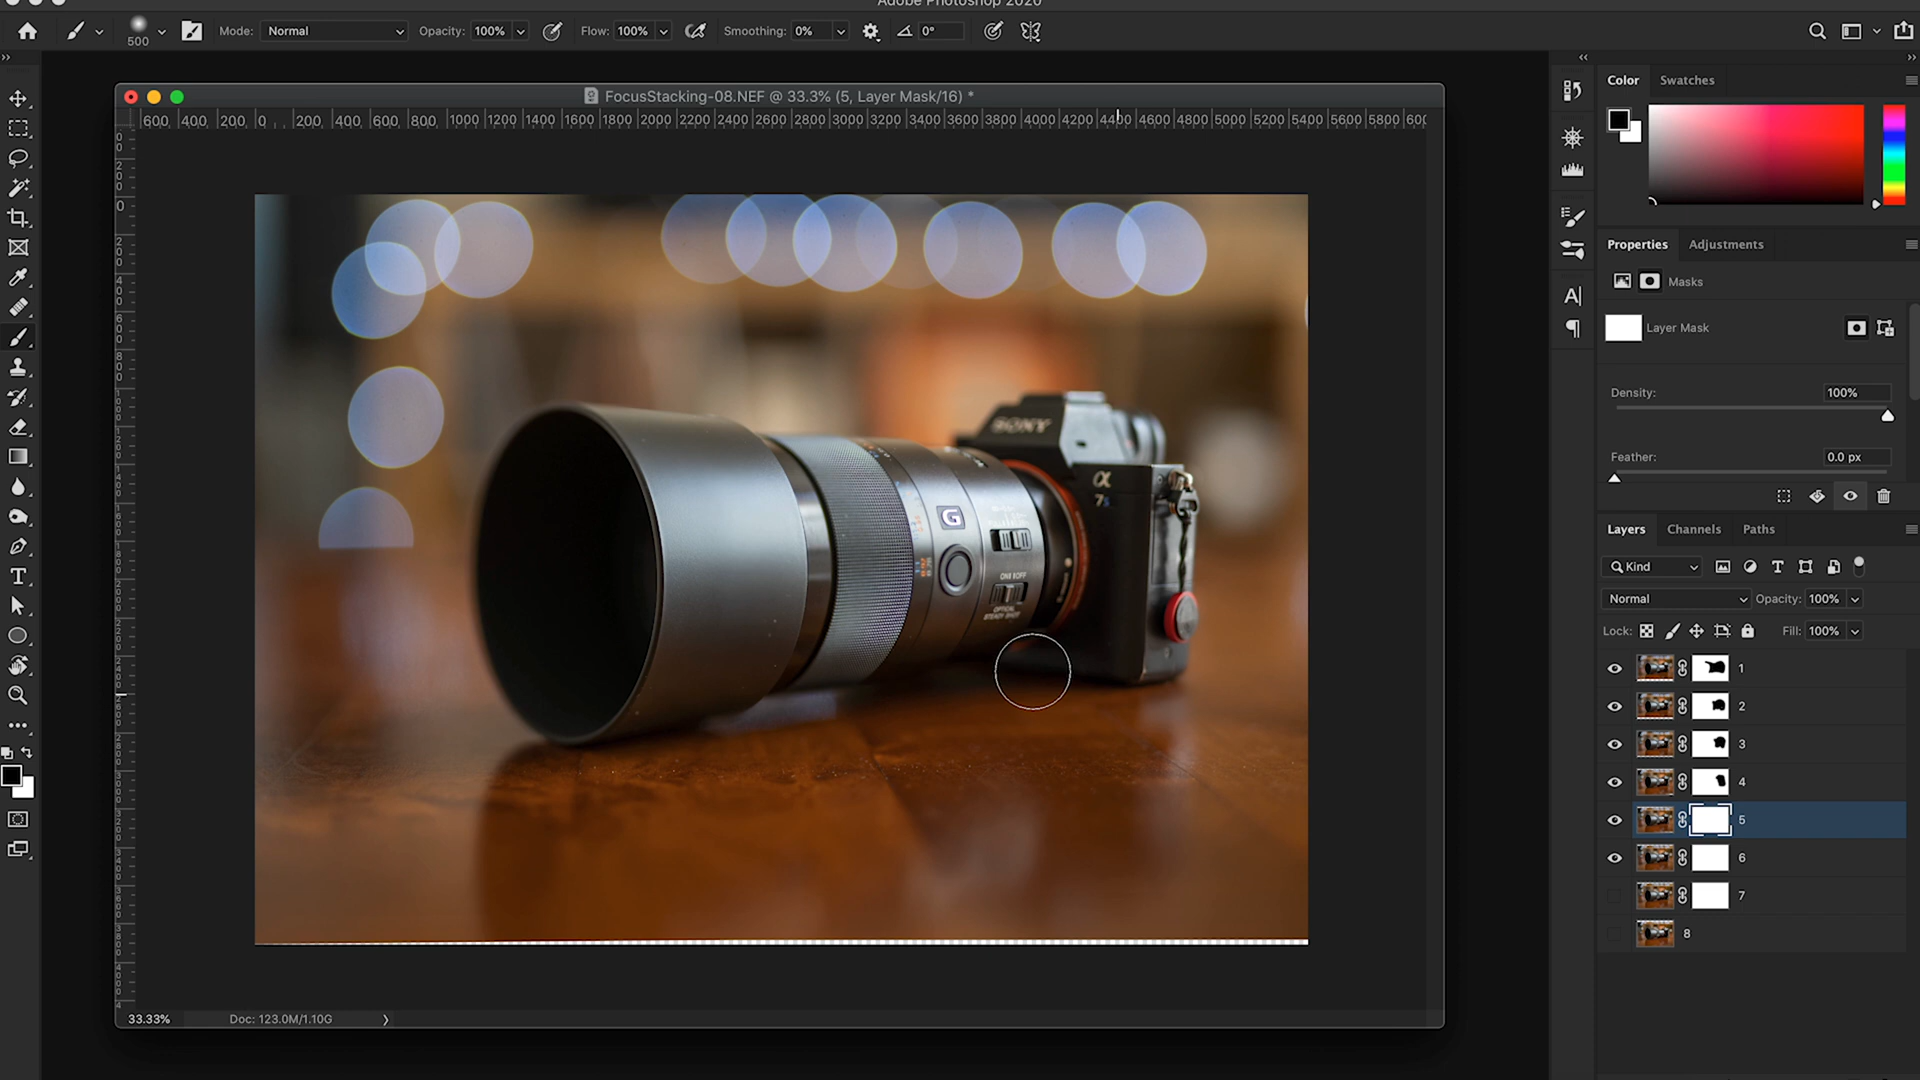 Adobe Photoshop 2020
500
Mode: Normal
Opacity: 100%
Flow: 100%
Smoothing: 0%
0°
FocusStacking-08.NEF @ 33.3% (5, Layer Mask/16) *
600 400 200 0 200 400 600 800 1000 1200 1400 1600 1800 2000 2200 2400 2600 2800 3000 3200 3400 3600 3800 4000 4200 4400 4600 4800 5000 5200 5400 5600 5800
SONY
α
7s
G
ON OFF
OPTICAL
STEADY SHOT
33.33%
Doc: 123.0M/1.10G
Color
Swatches
Properties
Adjustments
Masks
Layer Mask
Density: 100%
Feather: 0.0 px
Layers
Channels
Paths
Kind
Normal
Opacity: 100%
Lock:
Fill: 100%
1
2
3
4
5
6
7
8